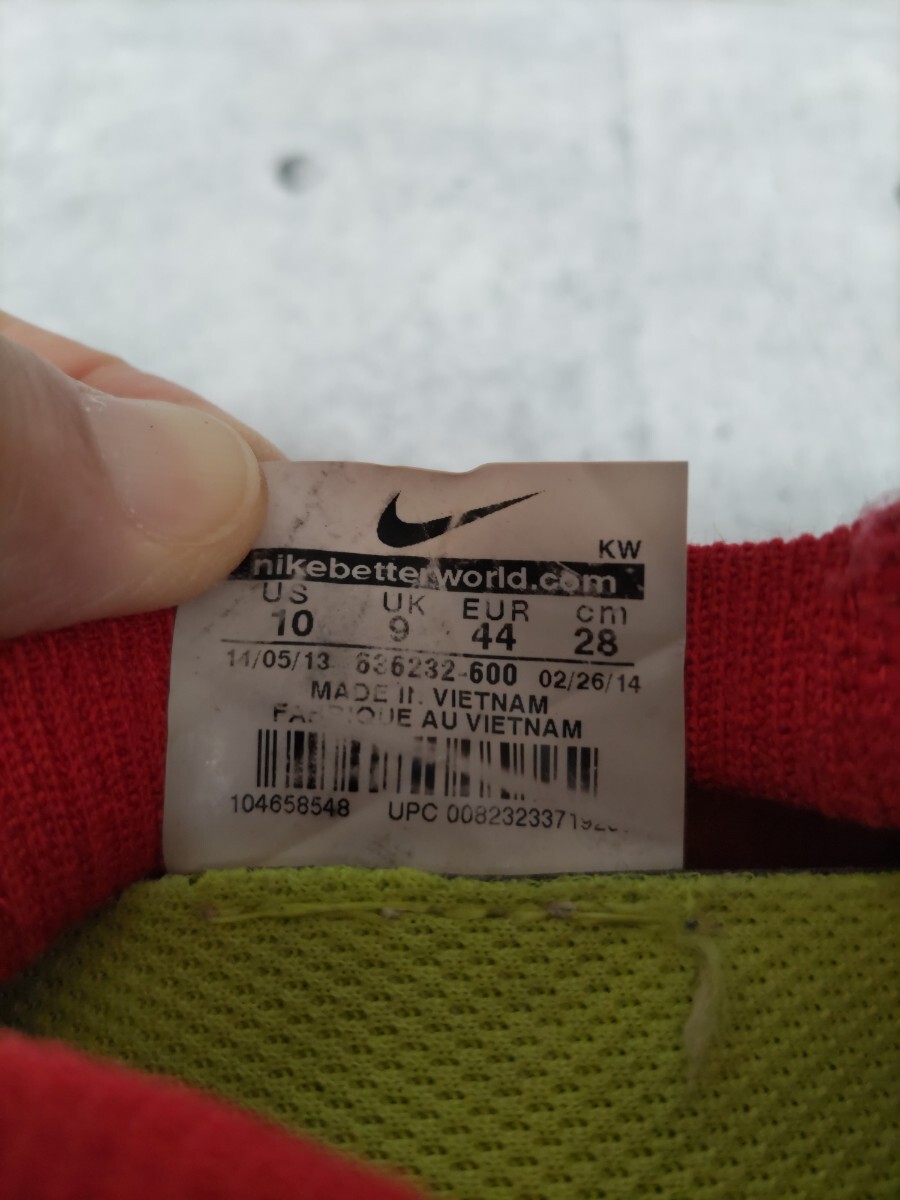 KW
nikebetterworld.com
US UK EUR cm
10 9 44 28
11/05/13 636232-600 02/26/14
MADE IN VIETNAM
FABRIQUE AU VIETNAM
104658548 UPC